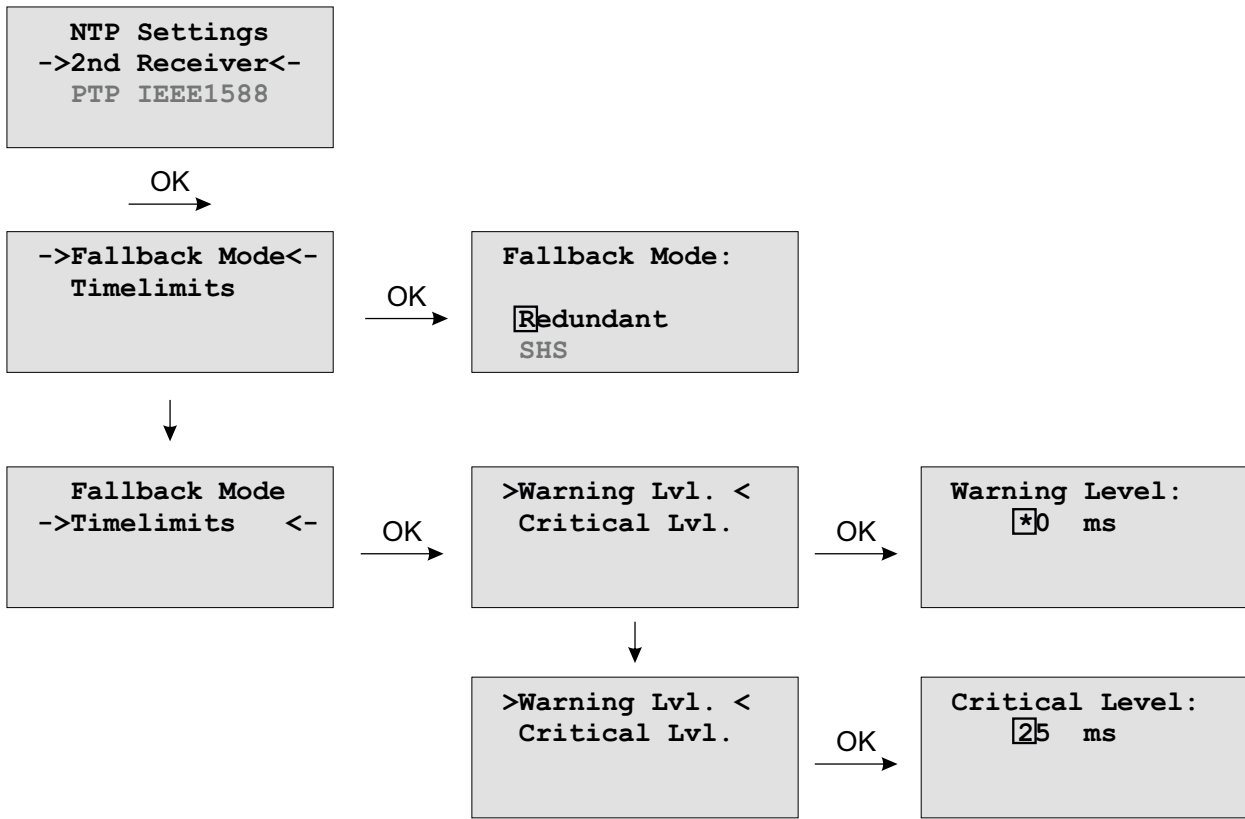 NTP Settings
->2nd Receiver<-
PTP IEEE1588
OK
->Fallback Mode<-
Timelimits
OK
Fallback Mode:
Redundant
SHS
Fallback Mode
->Timelimits <-
OK
>Warning Lvl. <
Critical Lvl.
OK
Warning Level:
*0 ms
>Warning Lvl. <
Critical Lvl.
OK
Critical Level:
25 ms